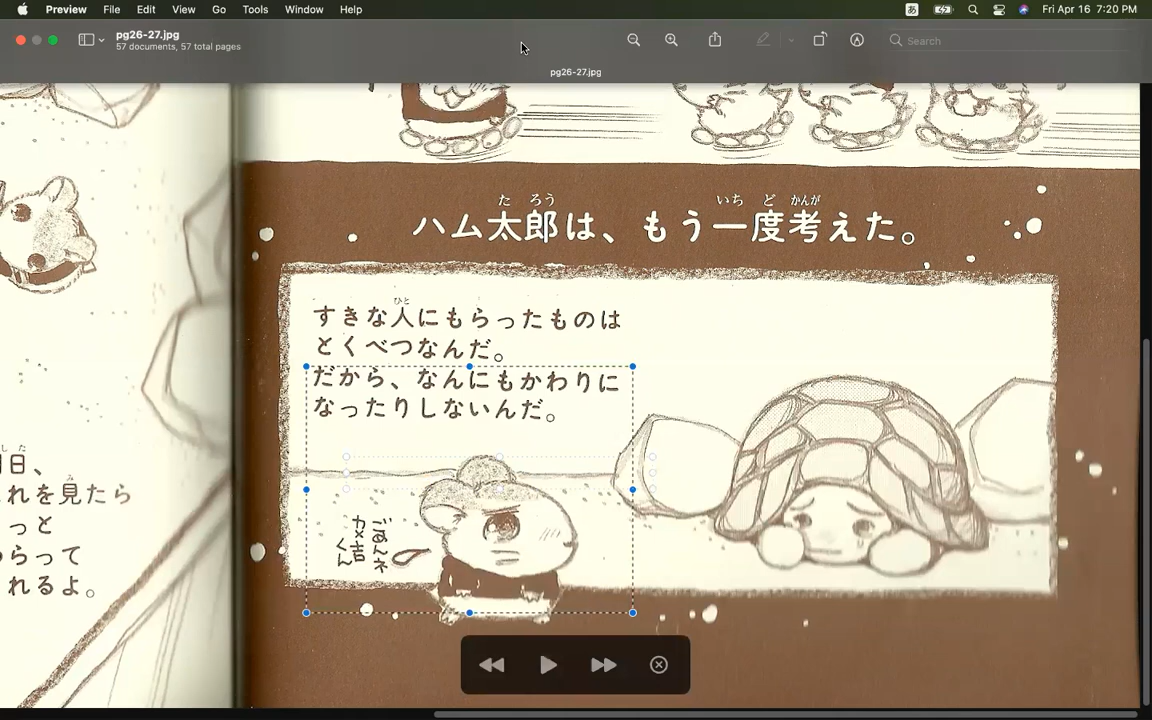 Preview File Edit View Go Tools Window Help
あ
Fri Apr 16 7:20 PM
pg26-27.jpg
57 documents, 57 total pages
Search
pg26-27.jpg
た ろう いち ど かんが
ハム太郎は、もう一度考えた。
ひと
すきな人にもらったものは
とくべつなんだ。
だから、なんにもかわりに
なったりしないんだ。
ごめんネ
カメ吉
くん
した
日、
み
れを見たら
っと
らって
れるよ。